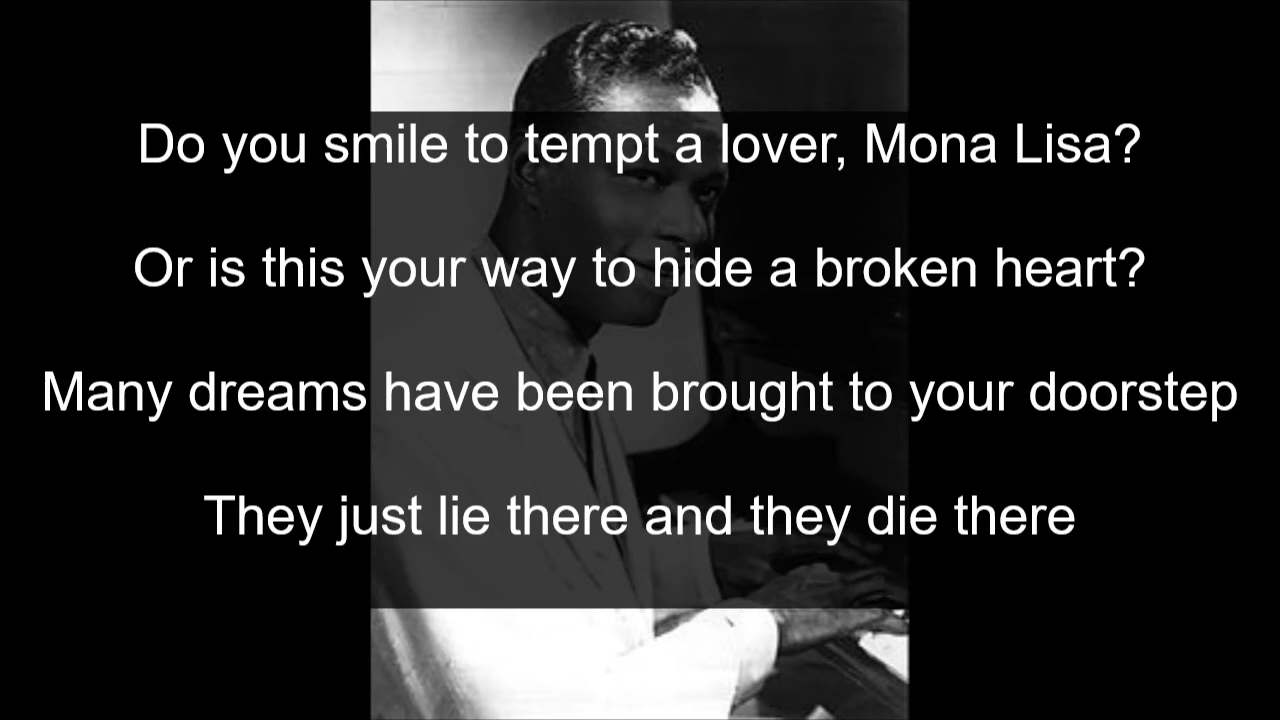 Do you smile to tempt a lover, Mona Lisa?
Or is this your way to hide a broken heart?
Many dreams have been brought to your doorstep
They just lie there and they die there